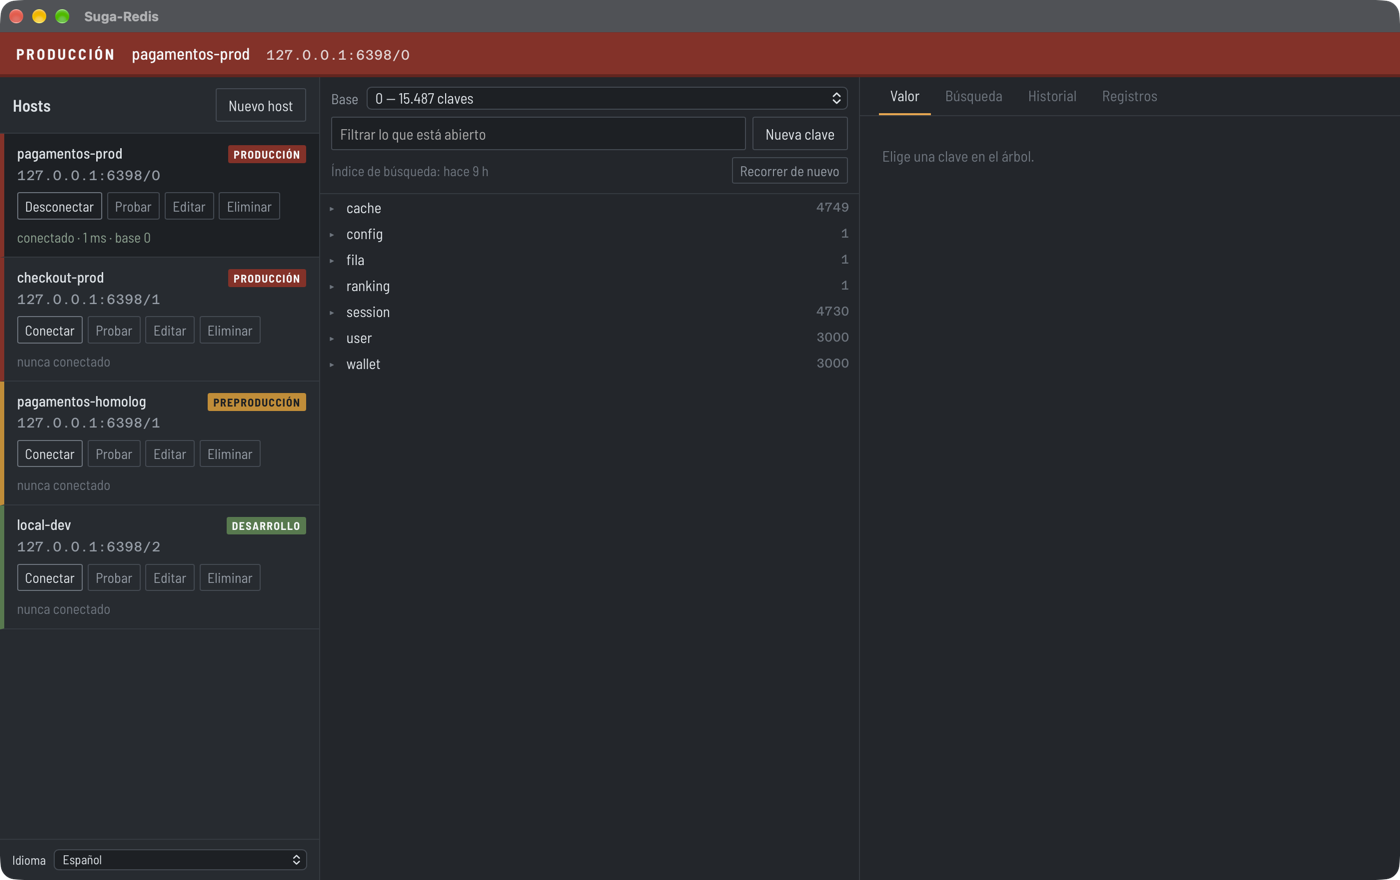 Suga-Redis
PRODUCCIÓN pagamentos-prod 127.0.0.1:6398/0
Hosts
Nuevo host
pagamentos-prod PRODUCCIÓN
127.0.0.1:6398/0
Desconectar Probar Editar Eliminar
conectado · 1 ms · base 0
checkout-prod PRODUCCIÓN
127.0.0.1:6398/1
Conectar Probar Editar Eliminar
nunca conectado
pagamentos-homolog PREPRODUCCIÓN
127.0.0.1:6398/1
Conectar Probar Editar Eliminar
nunca conectado
local-dev DESARROLLO
127.0.0.1:6398/2
Conectar Probar Editar Eliminar
nunca conectado
Idioma Español
Base 0 — 15.487 claves
Filtrar lo que está abierto Nueva clave
Índice de búsqueda: hace 9 h Recorrer de nuevo
cache 4749
config 1
fila 1
ranking 1
session 4730
user 3000
wallet 3000
Valor Búsqueda Historial Registros
Elige una clave en el árbol.